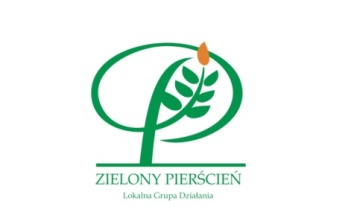 ZIELONY PIERŚCIEŃ
Lokalna Grupa Działania